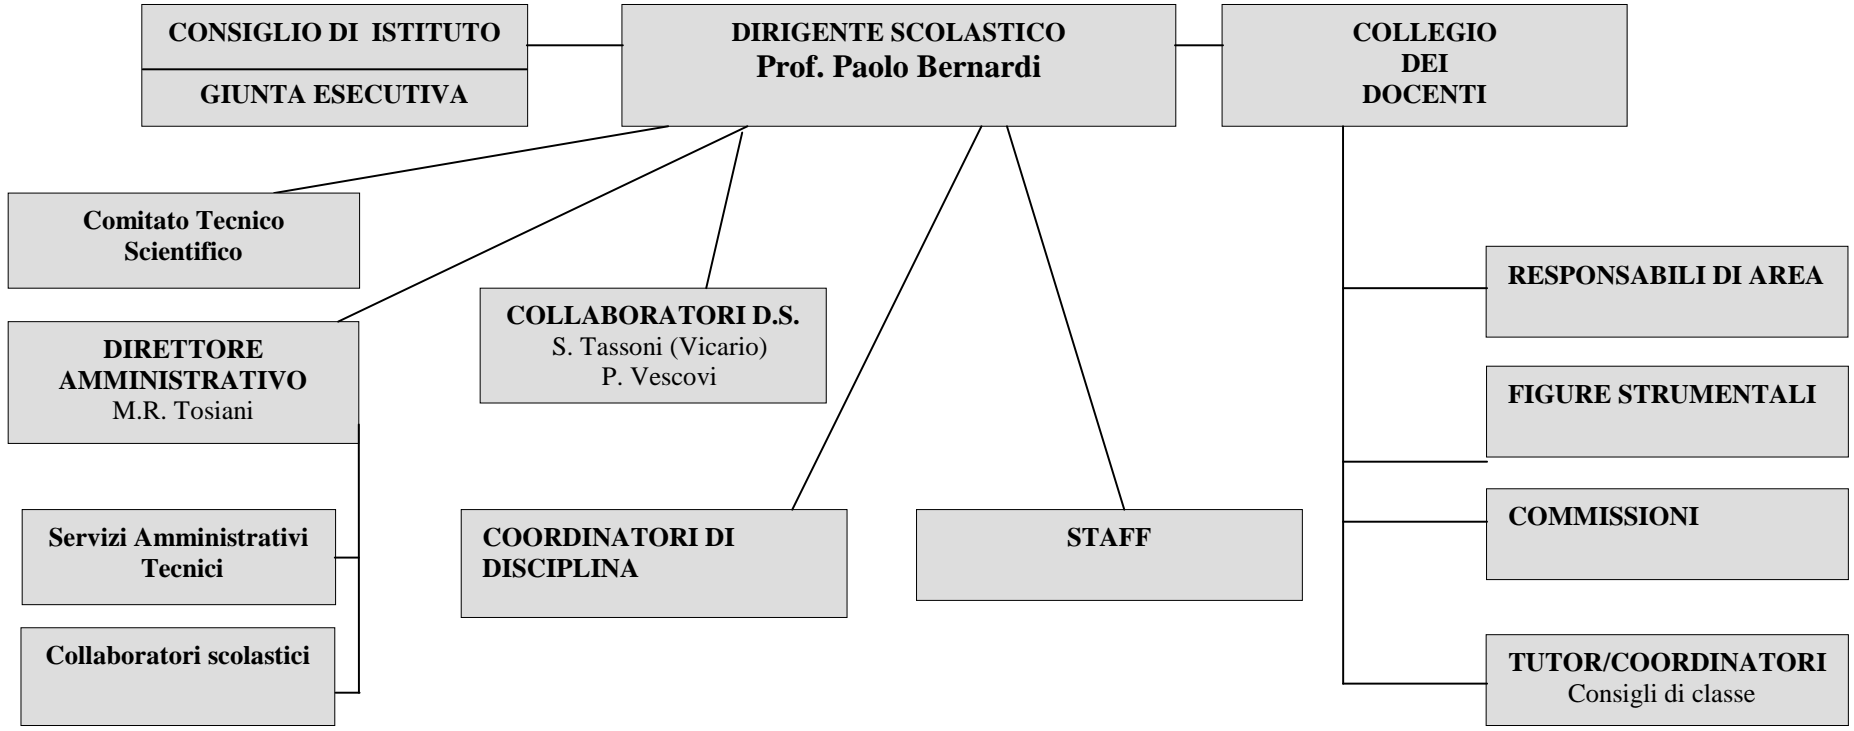 CONSIGLIO DI ISTITUTO
GIUNTA ESECUTIVA
DIRIGENTE SCOLASTICO
Prof. Paolo Bernardi
COLLEGIO
DEI
DOCENTI
Comitato Tecnico
Scientifico
DIRETTORE
AMMINISTRATIVO
M.R. Tosiani
COLLABORATORI D.S.
S. Tassoni (Vicario)
P. Vescovi
RESPONSABILI DI AREA
FIGURE STRUMENTALI
COMMISSIONI
TUTOR/COORDINATORI
Consigli di classe
Servizi Amministrativi
Tecnici
Collaboratori scolastici
COORDINATORI DI
DISCIPLINA
STAFF